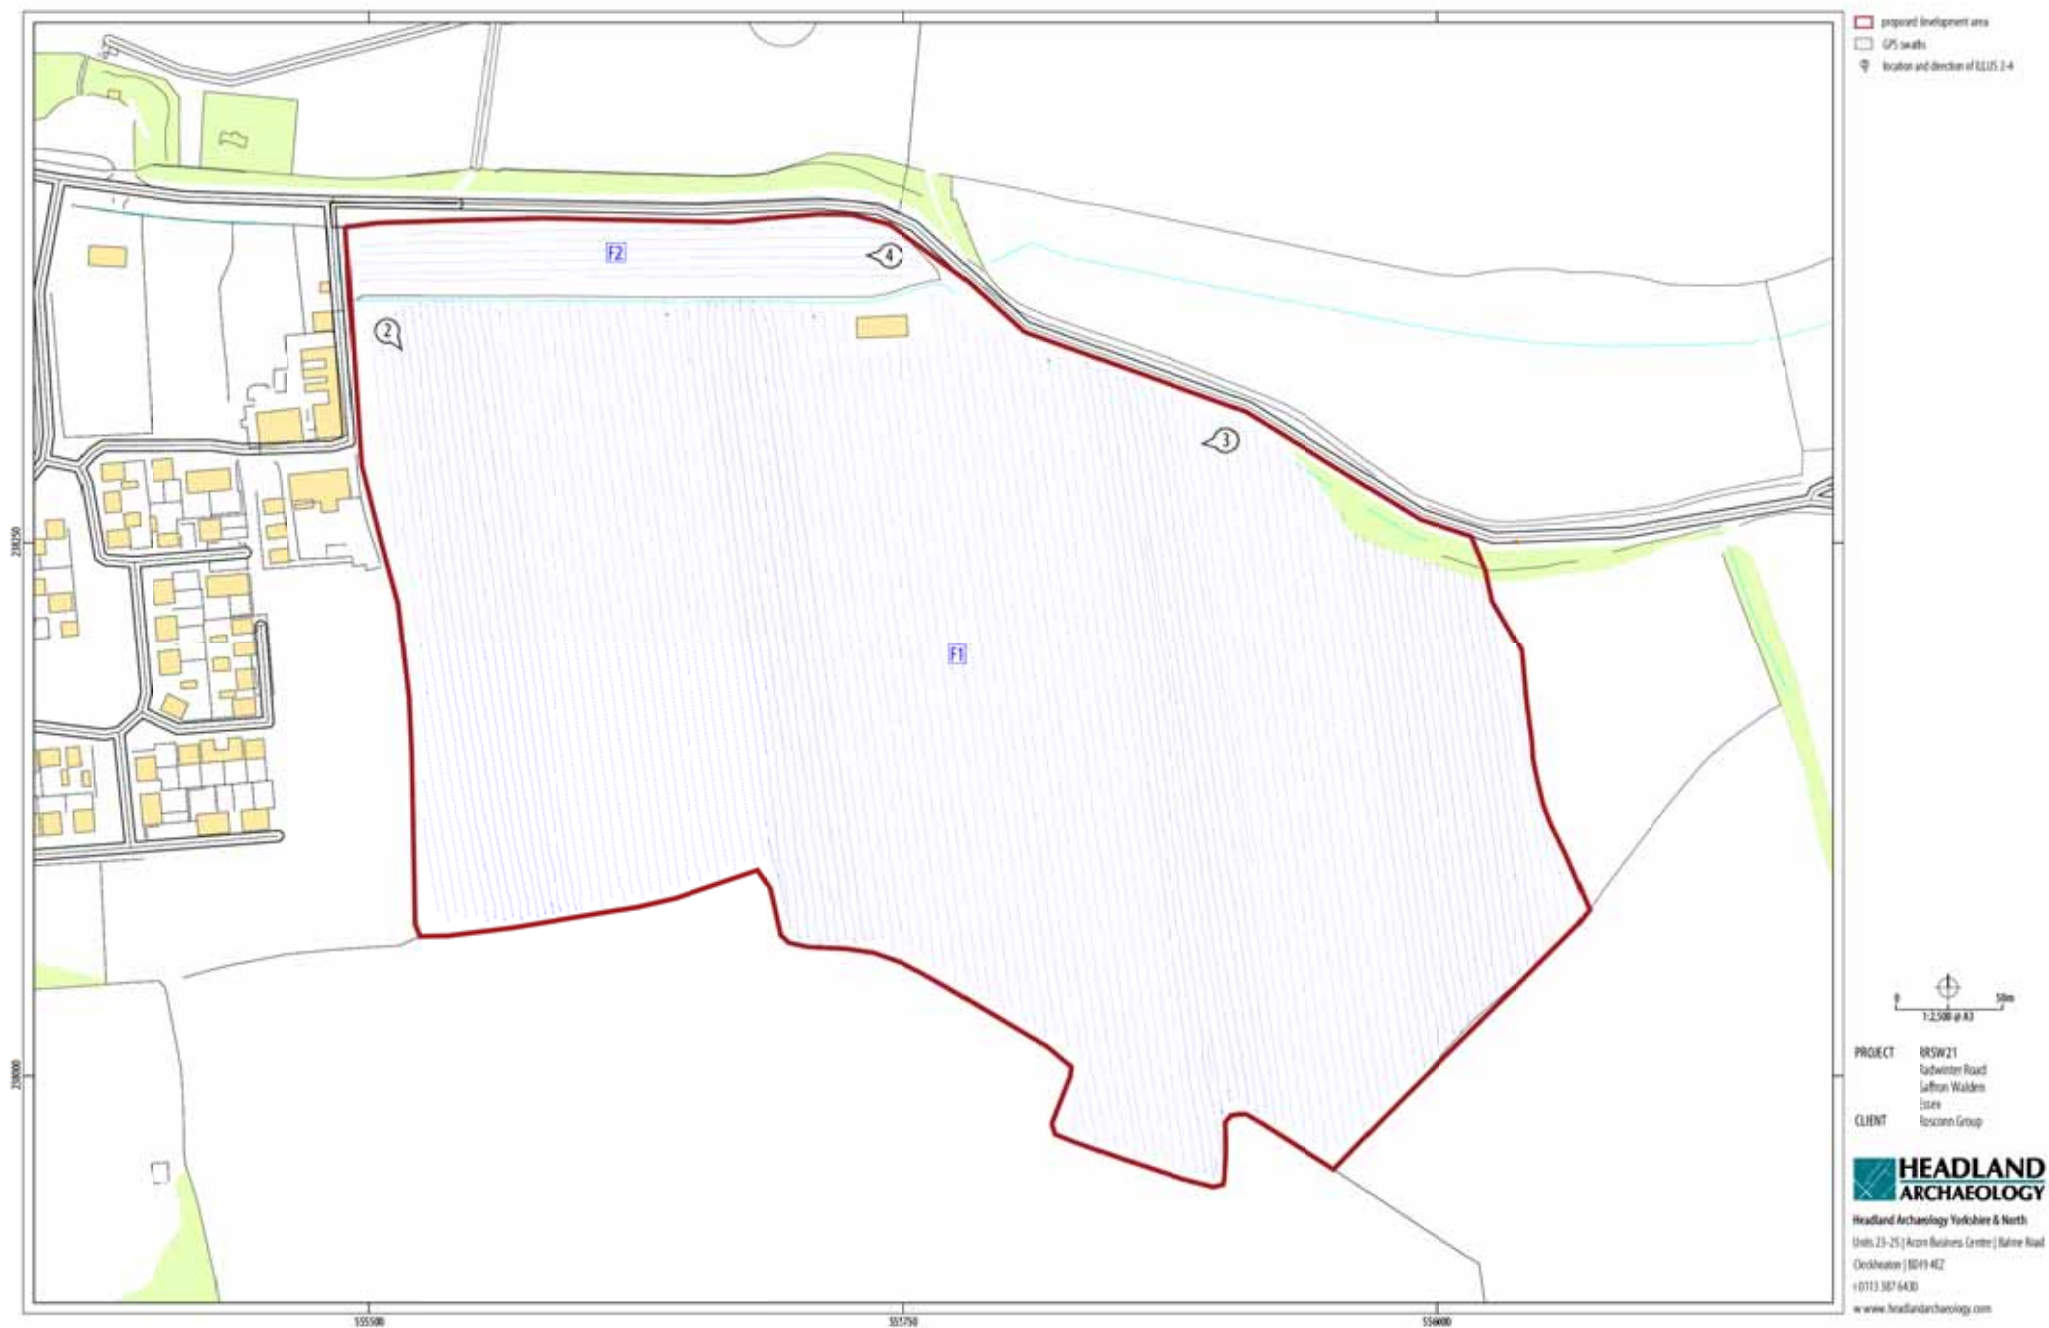 proposed development area
GPS swaths
location and direction of ILLUS 2-4
F2
4
2
3
F1
238250
238000
555500
555750
556000
0 50m
1:2,500 @ A3
PROJECT RRSW21
Radwinter Road
Saffron Walden
Essex
CLIENT Rosconn Group
HEADLAND
ARCHAEOLOGY
Headland Archaeology Yorkshire & North
Units 23-25 | Acorn Business Centre | Balme Road
Cleckheaton | BD19 4EZ
t 0113 387 6430
w www.headlandarchaeology.com